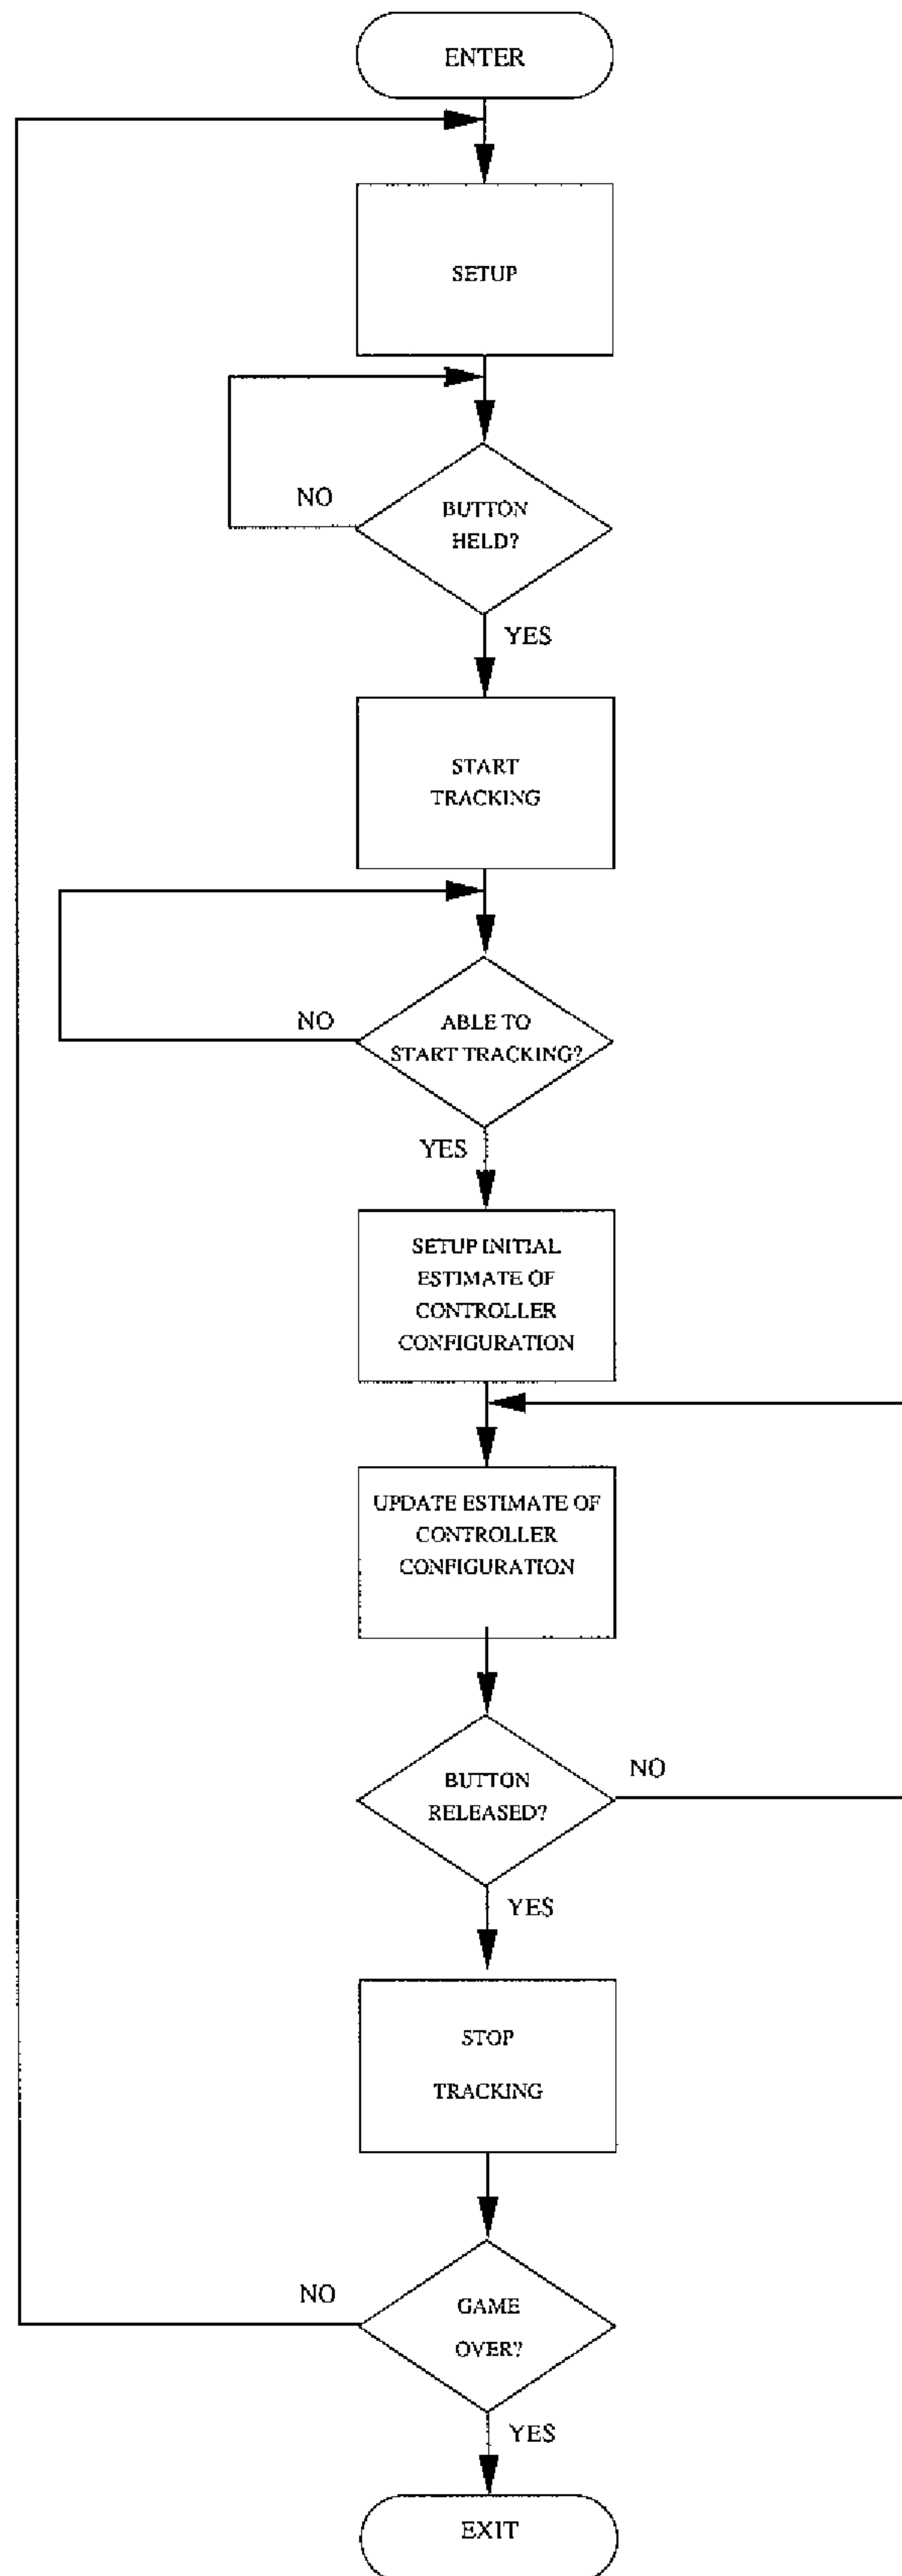 ENTER
SETUP
NO
BUTTON
HELD?
YES
START
TRACKING
NO
ABLE TO
START TRACKING?
YES
SETUP INITIAL
ESTIMATE OF
CONTROLLER
CONFIGURATION
UPDATE ESTIMATE OF
CONTROLLER
CONFIGURATION
BUTTON
RELEASED?
NO
YES
STOP
TRACKING
NO
GAME
OVER?
YES
EXIT